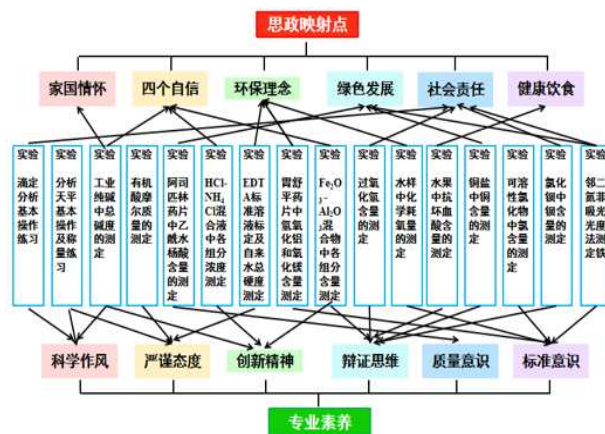 思政映射点
家国情怀
四个自信
环保理念
绿色发展
社会责任
健康饮食
实验
滴定分析基本操作练习
实验
分析天平基本操作及称量练习
实验
工业纯碱中总碱度的测定
实验
有机酸摩尔质量的测定
实验
阿司匹林药片中乙酰水杨酸含量的测定
实验
HCl-NH₄Cl混合液中各组分浓度测定
实验
EDTA标准溶液标定及自来水总硬度测定
实验
胃舒平药片中氢氧化铝和氧化镁含量测定
实验
Fe₂O₃-Al₂O₃混合物中各组分含量测定
实验
过氧化氢含量的测定
实验
水样中化学耗氧量的测定
实验
水果中抗坏血酸含量的测定
实验
铜盐中铜含量的测定
实验
可溶性氯化物中氯含量的测定
实验
氯化钡中钡含量的测定
实验
邻二氮菲吸光光度法测定铁
科学作风
严谨态度
创新精神
辩证思维
质量意识
标准意识
专业素养